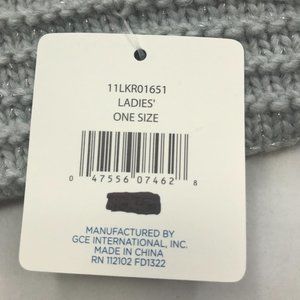 11LKR01651
LADIES'
ONE SIZE
0 47556 07462 8
MANUFACTURED BY
GCE INTERNATIONAL, INC.
MADE IN CHINA
RN 112102 FD1322